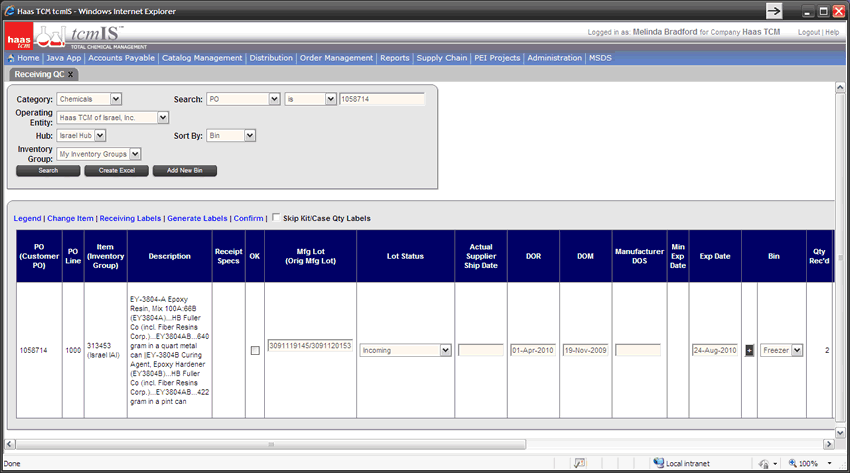 Haas TCM tcmIS - Windows Internet Explorer
haas tcm
tcmIS™
TOTAL CHEMICAL MANAGEMENT
Logged in as: Melinda Bradford for Company Haas TCM
Logout | Help
Home | Java App | Accounts Payable | Catalog Management | Distribution | Order Management | Reports | Supply Chain | PEI Projects | Administration | MSDS
Receiving QC x
Category: Chemicals Search: PO is 1058714
Operating Entity: Haas TCM of Israel, Inc.
Hub: Israel Hub Sort By: Bin
Inventory Group: My Inventory Groups
Search Create Excel Add New Bin
Legend | Change Item | Receiving Labels | Generate Labels | Confirm | Skip Kit/Case Qty Labels
PO (Customer PO)
PO Line
Item (Inventory Group)
Description
Receipt Specs
OK
Mfg Lot (Orig Mfg Lot)
Lot Status
Actual Supplier Ship Date
DOR
DOM
Manufacturer DOS
Min Exp Date
Exp Date
Bin
Qty Rec'd
1058714
1000
313453 (Israel IAI)
EY-3804-A Epoxy
Resin, Mix 100A:66B
(EY3804A)...HB Fuller
Co (incl. Fiber Resins
Corp.)...EY3804AB...640
gram in a quart metal
can |EY-3804B Curing
Agent, Epoxy Hardener
(EY3804B)...HB Fuller
Co (incl. Fiber Resins
Corp.)...EY3804AB...422
gram in a pint can
3091119145/3091120153
Incoming
01-Apr-2010
19-Nov-2009
24-Aug-2010
+
Freezer
2
Done
Local intranet
100%